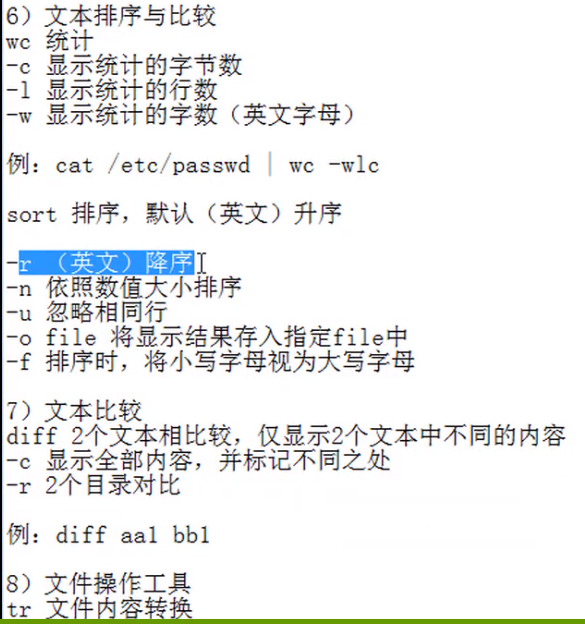 6）文本排序与比较
wc 统计
-c 显示统计的字节数
-l 显示统计的行数
-w 显示统计的字数（英文字母）
例：cat /etc/passwd | wc -wlc
sort 排序，默认（英文）升序
-r （英文）降序
-n 依照数值大小排序
-u 忽略相同行
-o file 将显示结果存入指定file中
-f 排序时，将小写字母视为大写字母
7）文本比较
diff 2个文本相比较，仅显示2个文本中不同的内容
-c 显示全部内容，并标记不同之处
-r 2个目录对比
例：diff aa1 bb1
8）文件操作工具
tr 文件内容转换